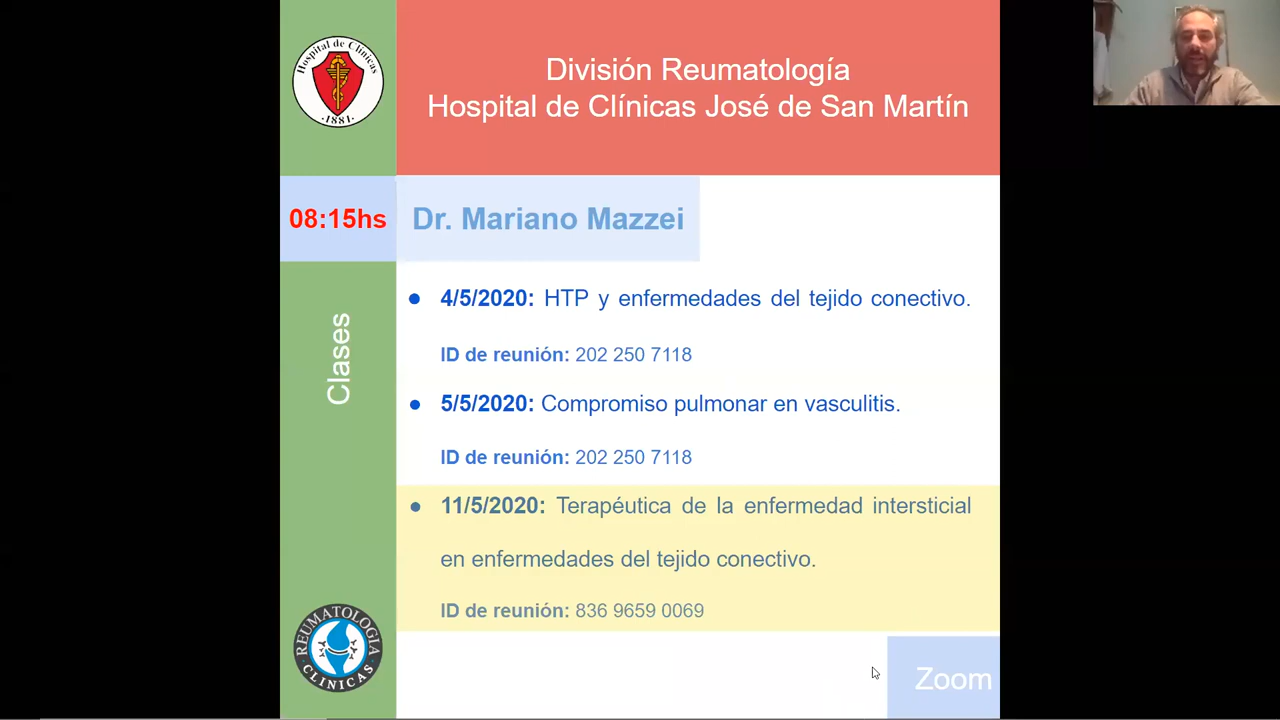 Hospital de Clínicas
·1881·
División Reumatología
Hospital de Clínicas José de San Martín
08:15hs
Dr. Mariano Mazzei
Clases
● 4/5/2020: HTP y enfermedades del tejido conectivo.
ID de reunión: 202 250 7118
● 5/5/2020: Compromiso pulmonar en vasculitis.
ID de reunión: 202 250 7118
● 11/5/2020: Terapéutica de la enfermedad intersticial
en enfermedades del tejido conectivo.
ID de reunión: 836 9659 0069
REUMATOLOGIA
CLINICAS
Zoom